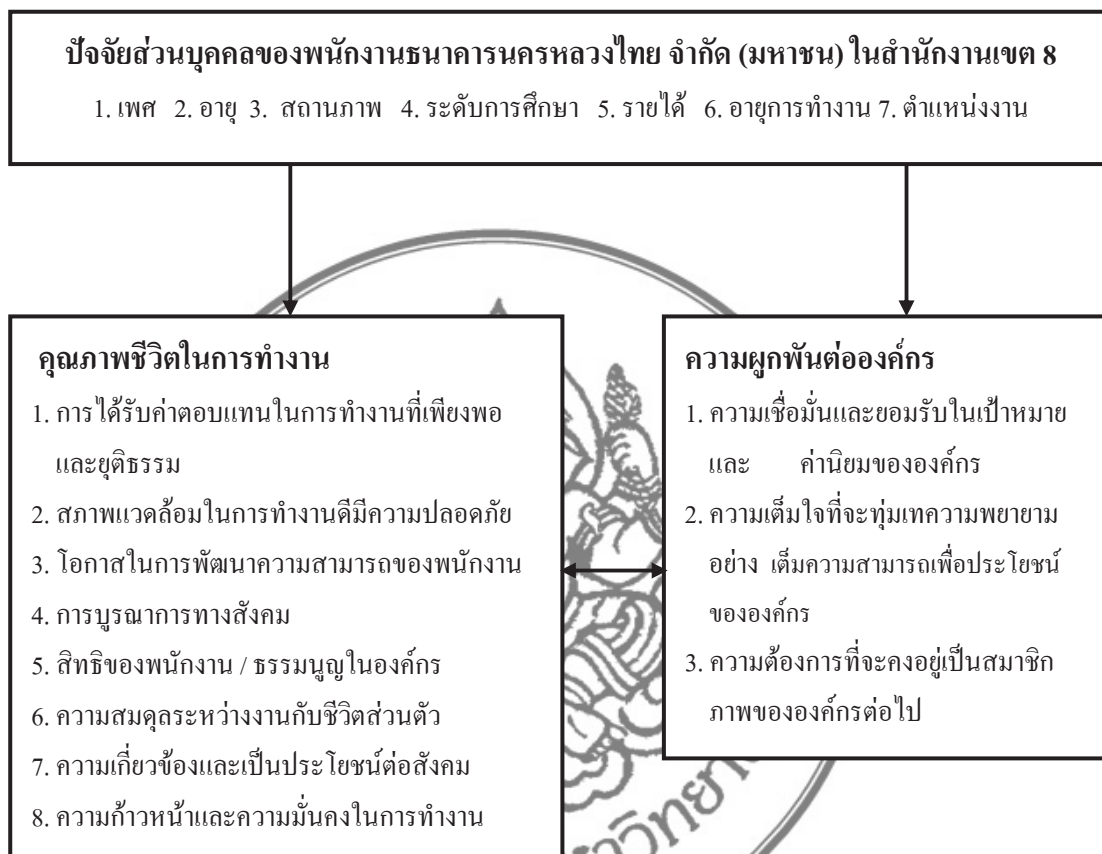 ปัจจัยส่วนบุคคลของพนักงานธนาคารนครหลวงไทย จำกัด (มหาชน) ในสำนักงานเขต 8
1. เพศ 2. อายุ 3. สถานภาพ 4. ระดับการศึกษา 5. รายได้ 6. อายุการทำงาน 7. ตำแหน่งงาน
คุณภาพชีวิตในการทำงาน
1. การได้รับค่าตอบแทนในการทำงานที่เพียงพอ
และยุติธรรม
2. สภาพแวดล้อมในการทำงานดีมีความปลอดภัย
3. โอกาสในการพัฒนาความสามารถของพนักงาน
4. การบูรณาการทางสังคม
5. สิทธิของพนักงาน / ธรรมนูญในองค์กร
6. ความสมดุลระหว่างงานกับชีวิตส่วนตัว
7. ความเกี่ยวข้องและเป็นประโยชน์ต่อสังคม
8. ความก้าวหน้าและความมั่นคงในการทำงาน
ความผูกพันต่อองค์กร
1. ความเชื่อมั่นและยอมรับในเป้าหมาย
และ ค่านิยมขององค์กร
2. ความเต็มใจที่จะทุ่มเทความพยายาม
อย่าง เต็มความสามารถเพื่อประโยชน์
ขององค์กร
3. ความต้องการที่จะคงอยู่เป็นสมาชิก
ภาพขององค์กรต่อไป